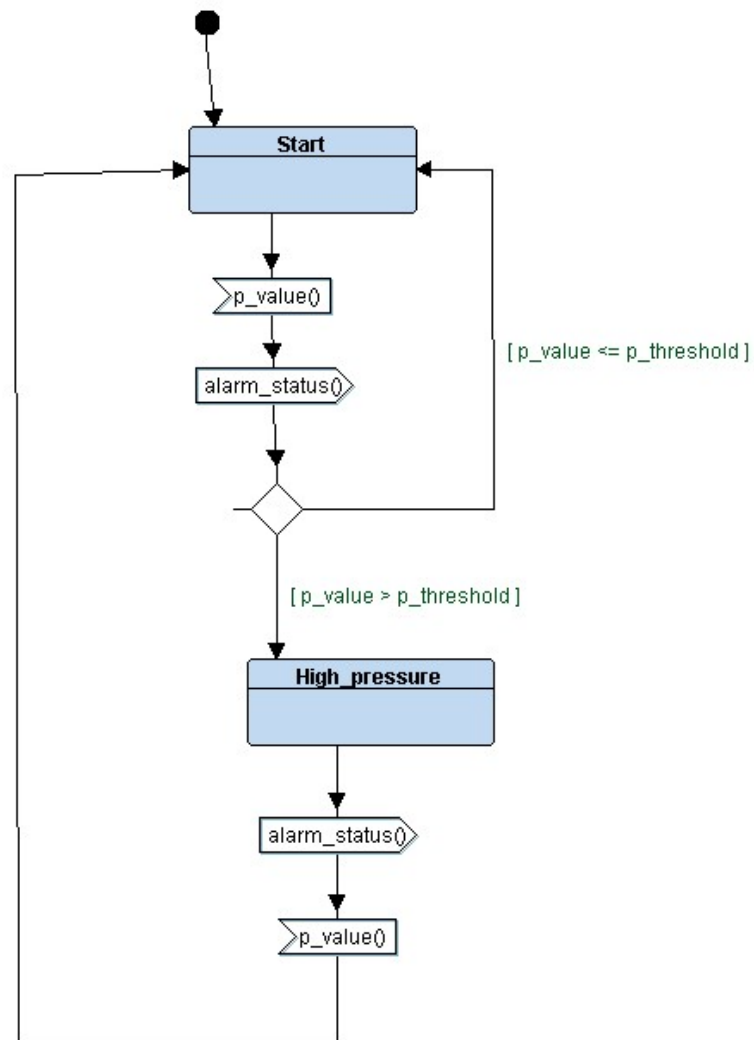 Start
p_value()
alarm_status()
[ p_value <= p_threshold ]
[ p_value > p_threshold ]
High_pressure
alarm_status()
p_value()